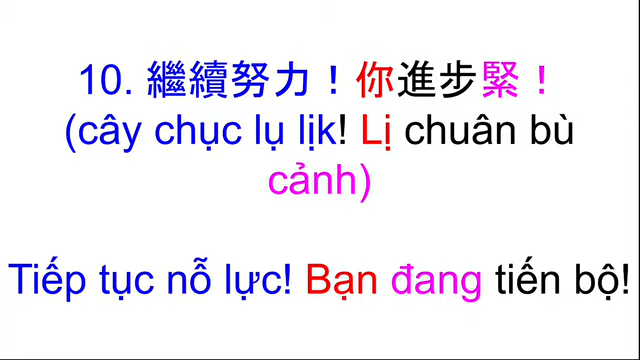 10. 繼續努力！你進步緊！
(cây chục lụ lịk! Lị chuân bù
cảnh)
Tiếp tục nỗ lực! Bạn đang tiến bộ!